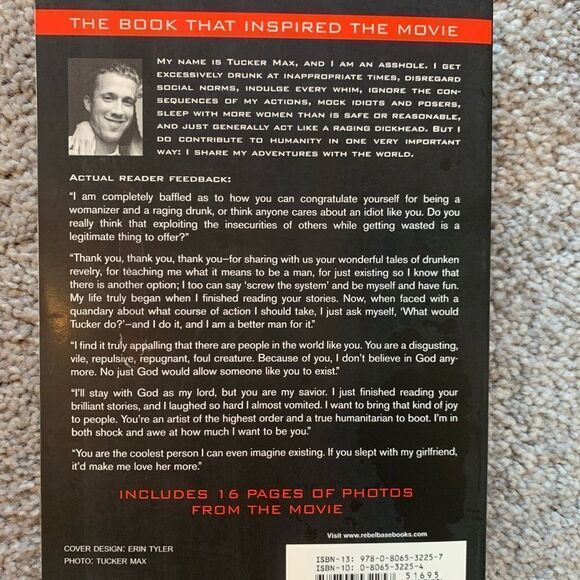 THE BOOK THAT INSPIRED THE MOVIE
MY NAME IS TUCKER MAX, AND I AM AN ASSHOLE. I GET
EXCESSIVELY DRUNK AT INAPPROPRIATE TIMES, DISREGARD
SOCIAL NORMS, INDULGE EVERY WHIM, IGNORE THE CON-
SEQUENCES OF MY ACTIONS, MOCK IDIOTS AND POSERS,
SLEEP WITH MORE WOMEN THAN IS SAFE OR REASONABLE,
AND JUST GENERALLY ACT LIKE A RAGING DICKHEAD. BUT I
DO CONTRIBUTE TO HUMANITY IN ONE VERY IMPORTANT
WAY: I SHARE MY ADVENTURES WITH THE WORLD.
ACTUAL READER FEEDBACK:
"I am completely baffled as to how you can congratulate yourself for being
a womanizer and a raging drunk, or think anyone cares about an idiot like you. Do
you really think that exploiting the insecurities of others while getting wasted is a
legitimate thing to offer?"
"Thank you, thank you, thank you–for sharing with us your wonderful tales of drunken
revelry, for teaching me what it means to be a man, for just existing so I know that
there is another option; I too can say 'screw the system' and be myself and have fun.
My life truly began when I finished reading your stories. Now, when faced with a
quandary about what course of action I should take, I just ask myself, 'What would
Tucker do?'–and I do it, and I am a better man for it."
"I find it truly appalling that there are people in the world like you. You are a disgusting,
vile, repulsive, repugnant, foul creature. Because of you, I don't believe in God any-
more. No just God would allow someone like you to exist."
"I'll stay with God as my lord, but you are my savior. I just finished reading your
brilliant stories, and I laughed so hard I almost vomited. I want to bring that kind of joy
to people. You're an artist of the highest order and a true humanitarian to boot. I'm in
both shock and awe at how much I want to be you."
"You are the coolest person I can even imagine existing. If you slept with my girlfriend,
it'd make me love her more."
INCLUDES 16 PAGES OF PHOTOS
FROM THE MOVIE
Visit www.rebelbasebooks.com
COVER DESIGN: ERIN TYLER
PHOTO: TUCKER MAX
ISBN-13: 978-0-8065-3225-7
ISBN-10: 0-8065-3225-4
51695